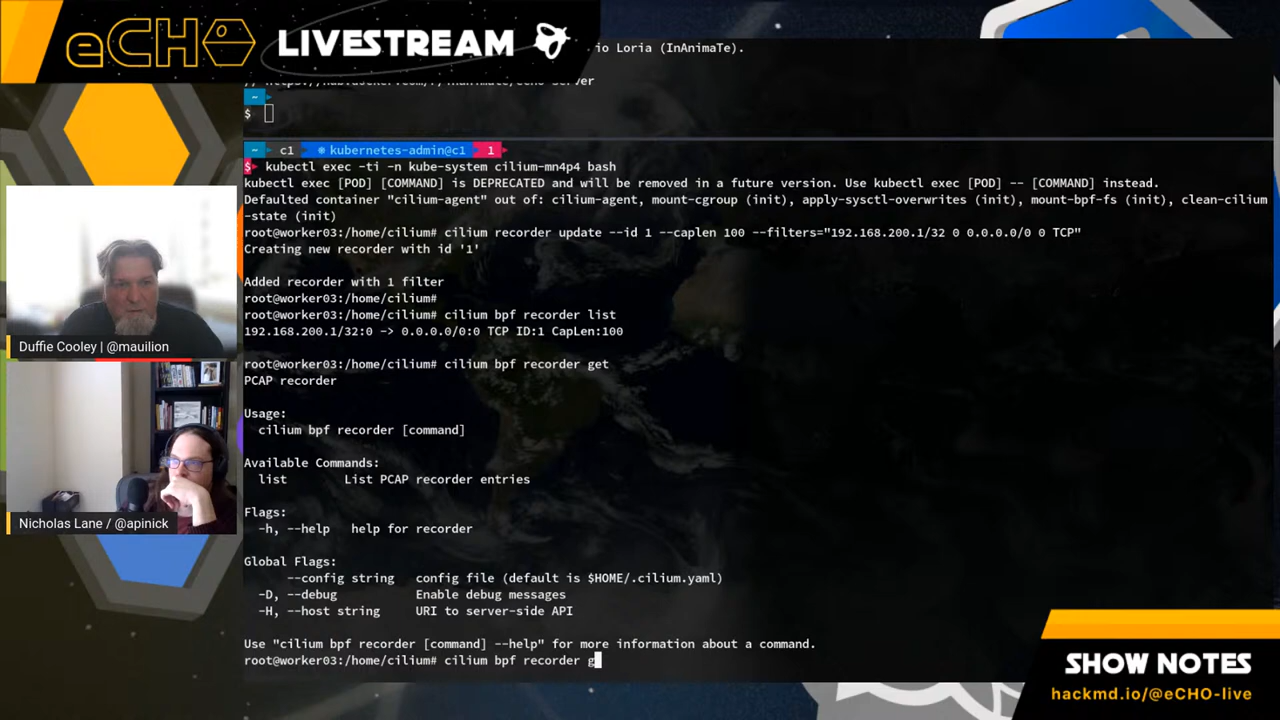 eCHO LIVESTREAM
io Loria (InAnimaTe).
~
$
~ c1 kubernetes-admin@c1 1
$ kubectl exec -ti -n kube-system cilium-mn4p4 bash
kubectl exec [POD] [COMMAND] is DEPRECATED and will be removed in a future version. Use kubectl exec [POD] -- [COMMAND] instead.
Defaulted container "cilium-agent" out of: cilium-agent, mount-cgroup (init), apply-sysctl-overwrites (init), mount-bpf-fs (init), clean-cilium
-state (init)
root@worker03:/home/cilium# cilium recorder update --id 1 --caplen 100 --filters="192.168.200.1/32 0 0.0.0.0/0 0 TCP"
Creating new recorder with id '1'
Added recorder with 1 filter
root@worker03:/home/cilium#
root@worker03:/home/cilium# cilium bpf recorder list
192.168.200.1/32:0 -> 0.0.0.0/0:0 TCP ID:1 CapLen:100
root@worker03:/home/cilium# cilium bpf recorder get
PCAP recorder
Usage:
cilium bpf recorder [command]
Available Commands:
list List PCAP recorder entries
Flags:
-h, --help help for recorder
Global Flags:
--config string config file (default is $HOME/.cilium.yaml)
-D, --debug Enable debug messages
-H, --host string URI to server-side API
Use "cilium bpf recorder [command] --help" for more information about a command.
root@worker03:/home/cilium# cilium bpf recorder g
Duffie Cooley | @mauilion
Nicholas Lane / @apinick
SHOW NOTES
hackmd.io/@eCHO-live